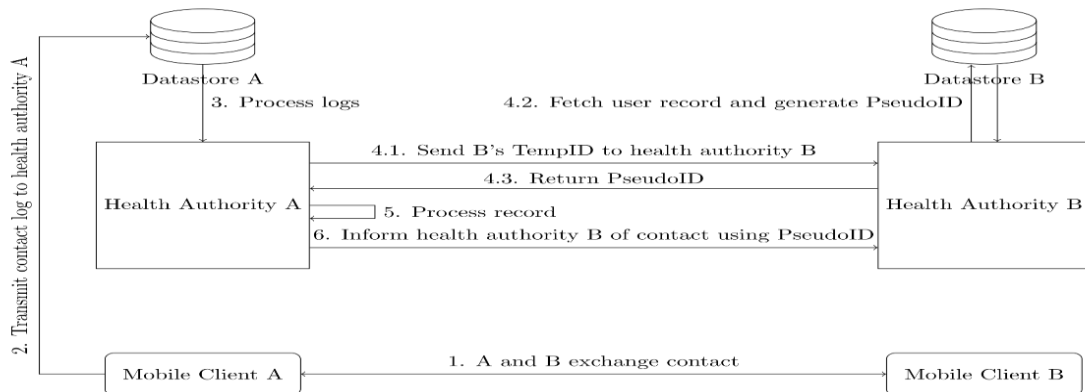 Datastore A
Datastore B
3. Process logs
4.2. Fetch user record and generate PseudoID
2. Transmit contact log to health authority A
4.1. Send B's TempID to health authority B
4.3. Return PseudoID
Health Authority A
Health Authority B
5. Process record
6. Inform health authority B of contact using PseudoID
1. A and B exchange contact
Mobile Client A
Mobile Client B